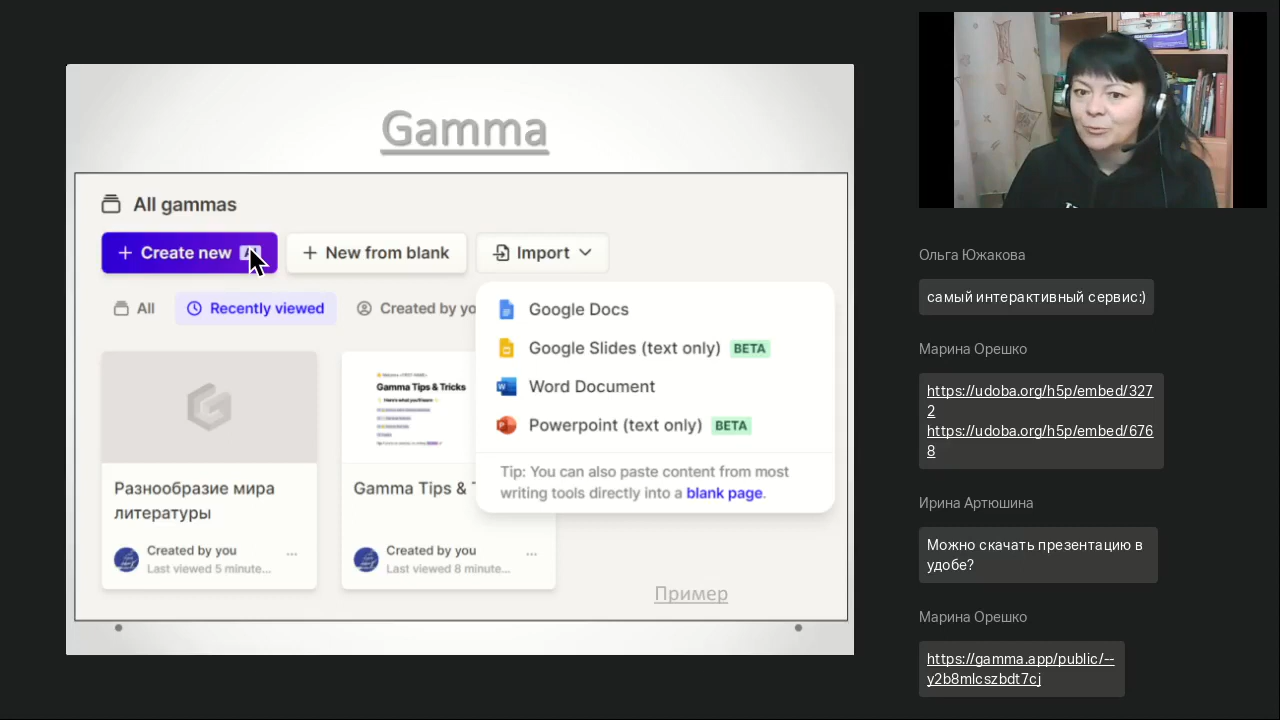 Gamma
All gammas
+ Create new
+ New from blank
Import
All
Recently viewed
Created by yo
Google Docs
Google Slides (text only) BETA
Word Document
Powerpoint (text only) BETA
Tip: You can also paste content from most
writing tools directly into a blank page.
Gamma Tips & Tricks
Разнообразие мира
литературы
Created by you
Last viewed 5 minute...
Gamma Tips & T
Created by you
Last viewed 8 minute...
Пример
Ольга Южакова
самый интерактивный сервис:)
Марина Орешко
https://udoba.org/h5p/embed/327
2
https://udoba.org/h5p/embed/676
8
Ирина Артюшина
Можно скачать презентацию в
удобе?
Марина Орешко
https://gamma.app/public/--
y2b8mlcszbdt7cj